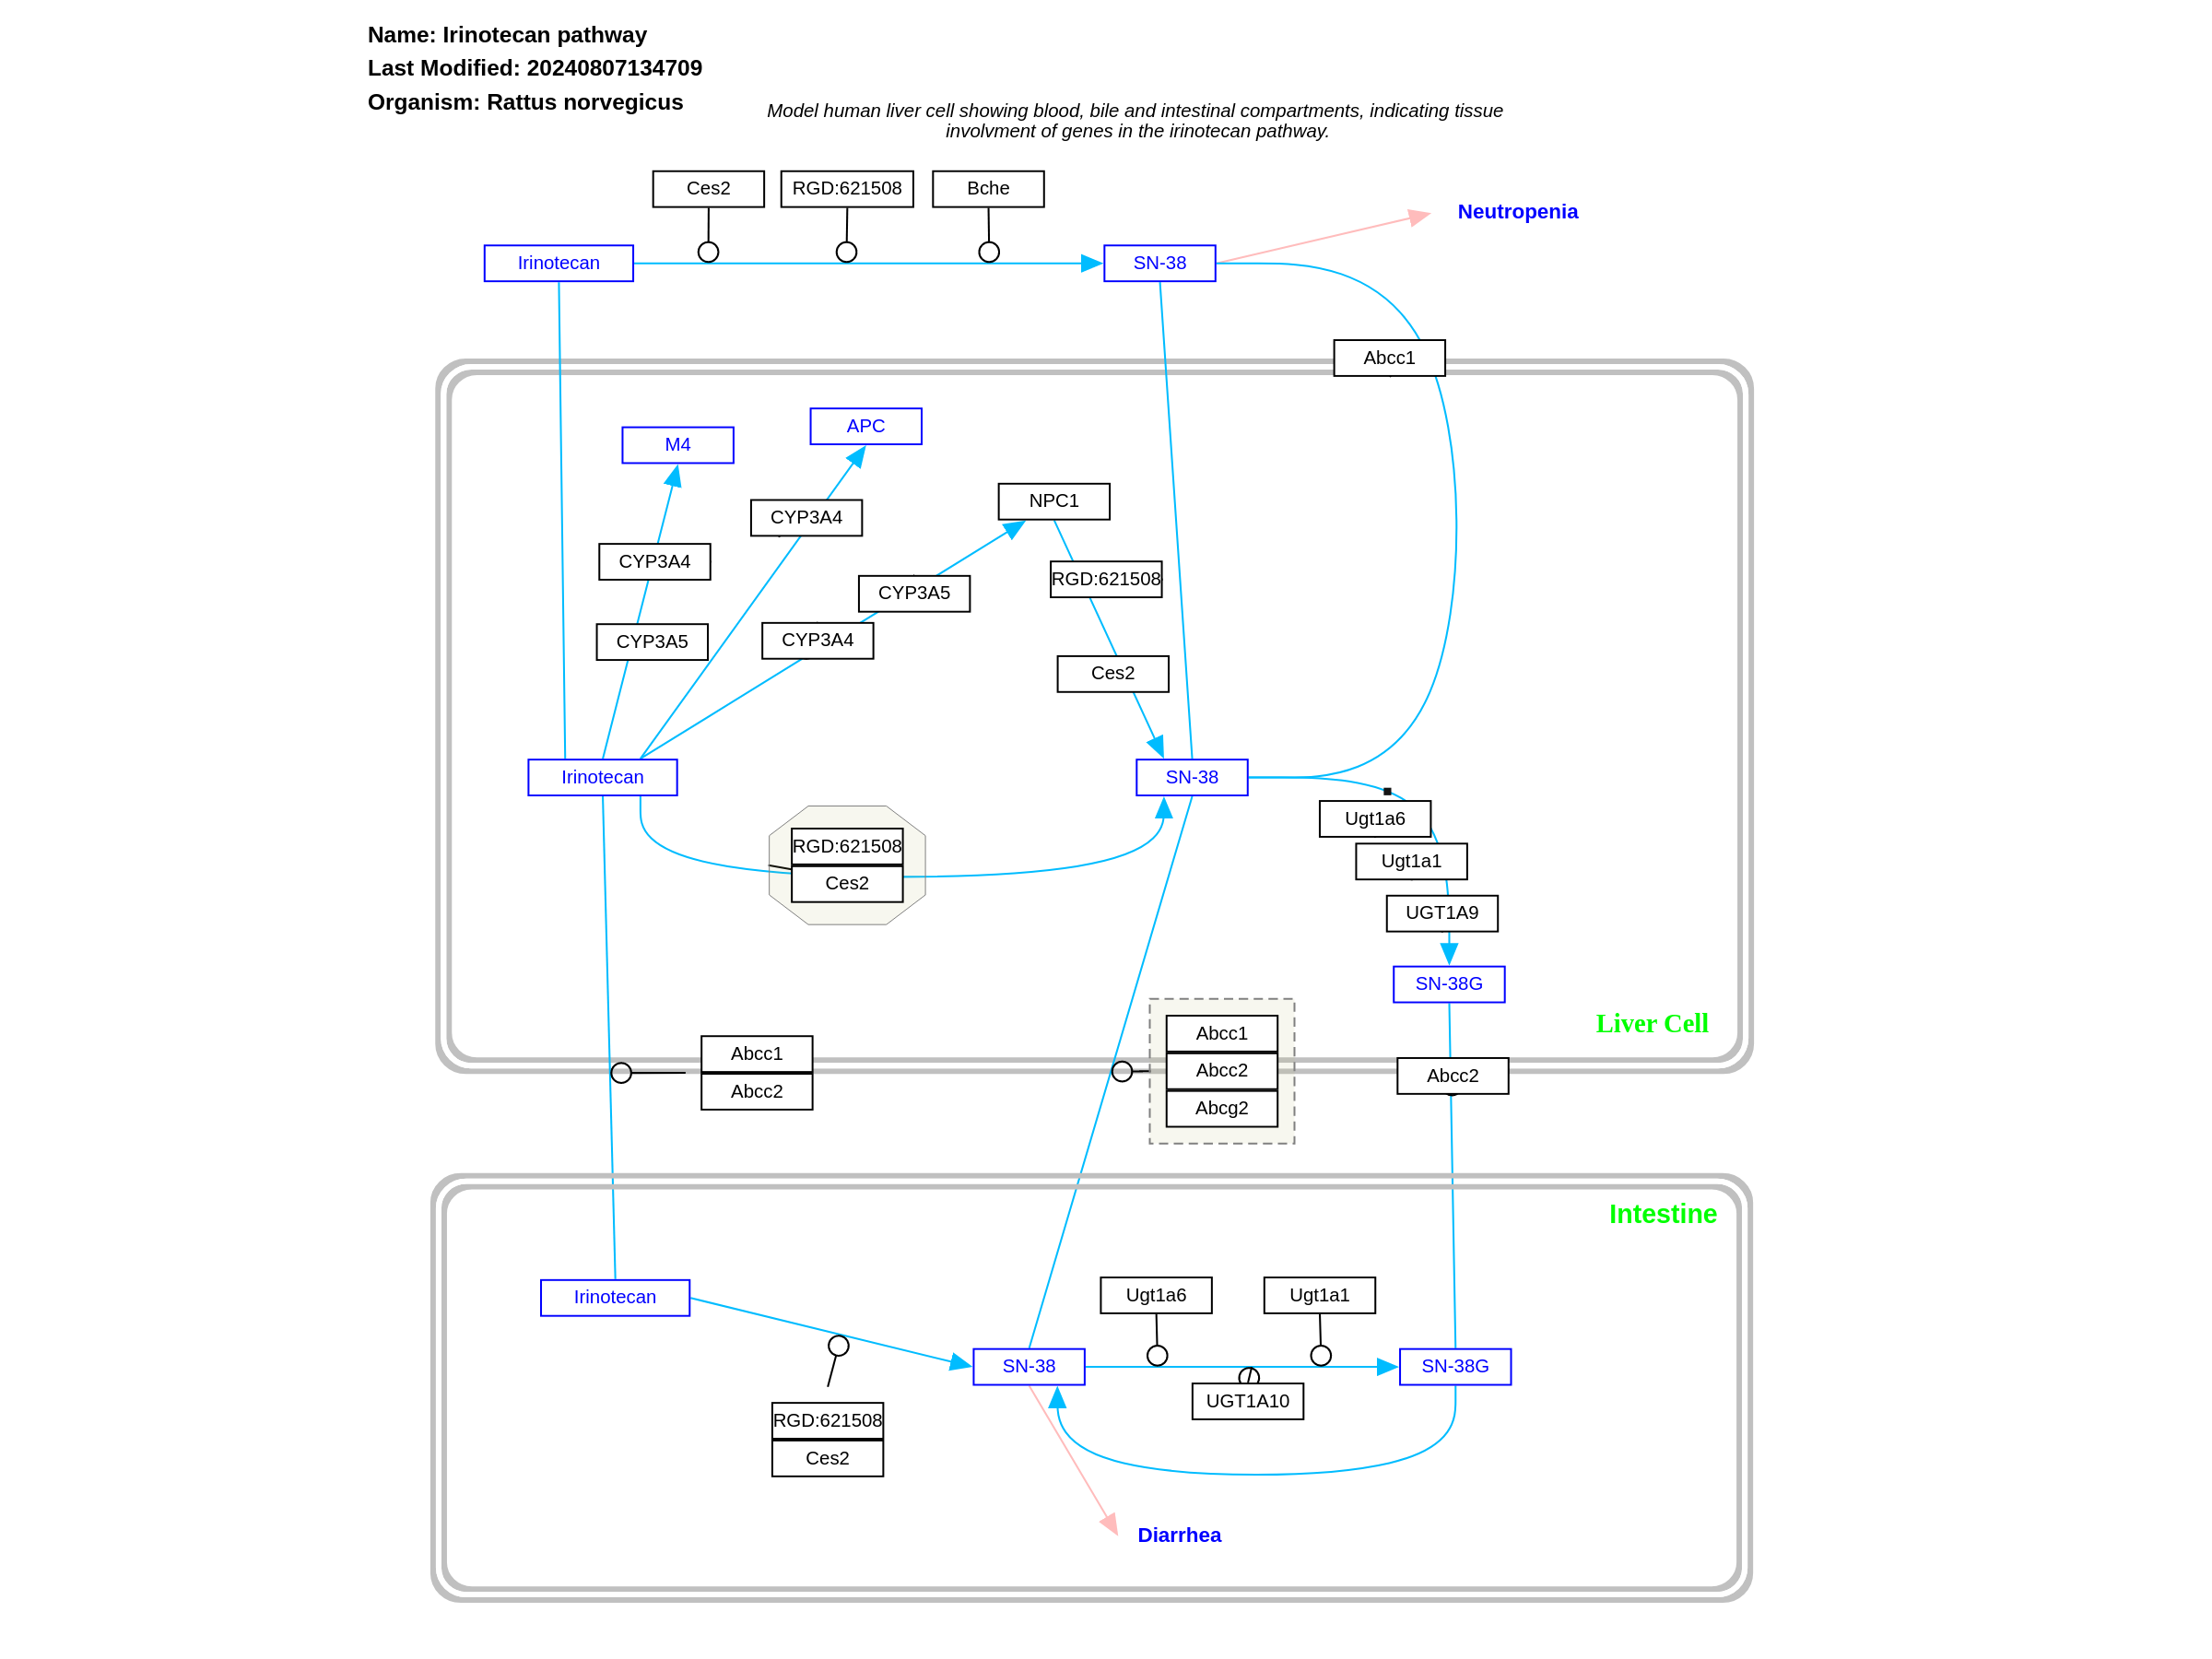 Name: Irinotecan pathway
Last Modified: 20240807134709
Organism: Rattus norvegicus
Model human liver cell showing blood, bile and intestinal compartments, indicating tissue
involvment of genes in the irinotecan pathway.
Ces2
RGD:621508
Bche
Neutropenia
Irinotecan
SN-38
Abcc1
APC
M4
NPC1
CYP3A4
CYP3A4
RGD:621508
CYP3A5
CYP3A4
CYP3A5
Ces2
Irinotecan
SN-38
Ugt1a6
RGD:621508
Ces2
Ugt1a1
UGT1A9
SN-38G
Liver Cell
Abcc1
Abcc2
Abcc1
Abcc2
Abcg2
Abcc2
Intestine
Irinotecan
Ugt1a6
Ugt1a1
SN-38
SN-38G
UGT1A10
RGD:621508
Ces2
Diarrhea